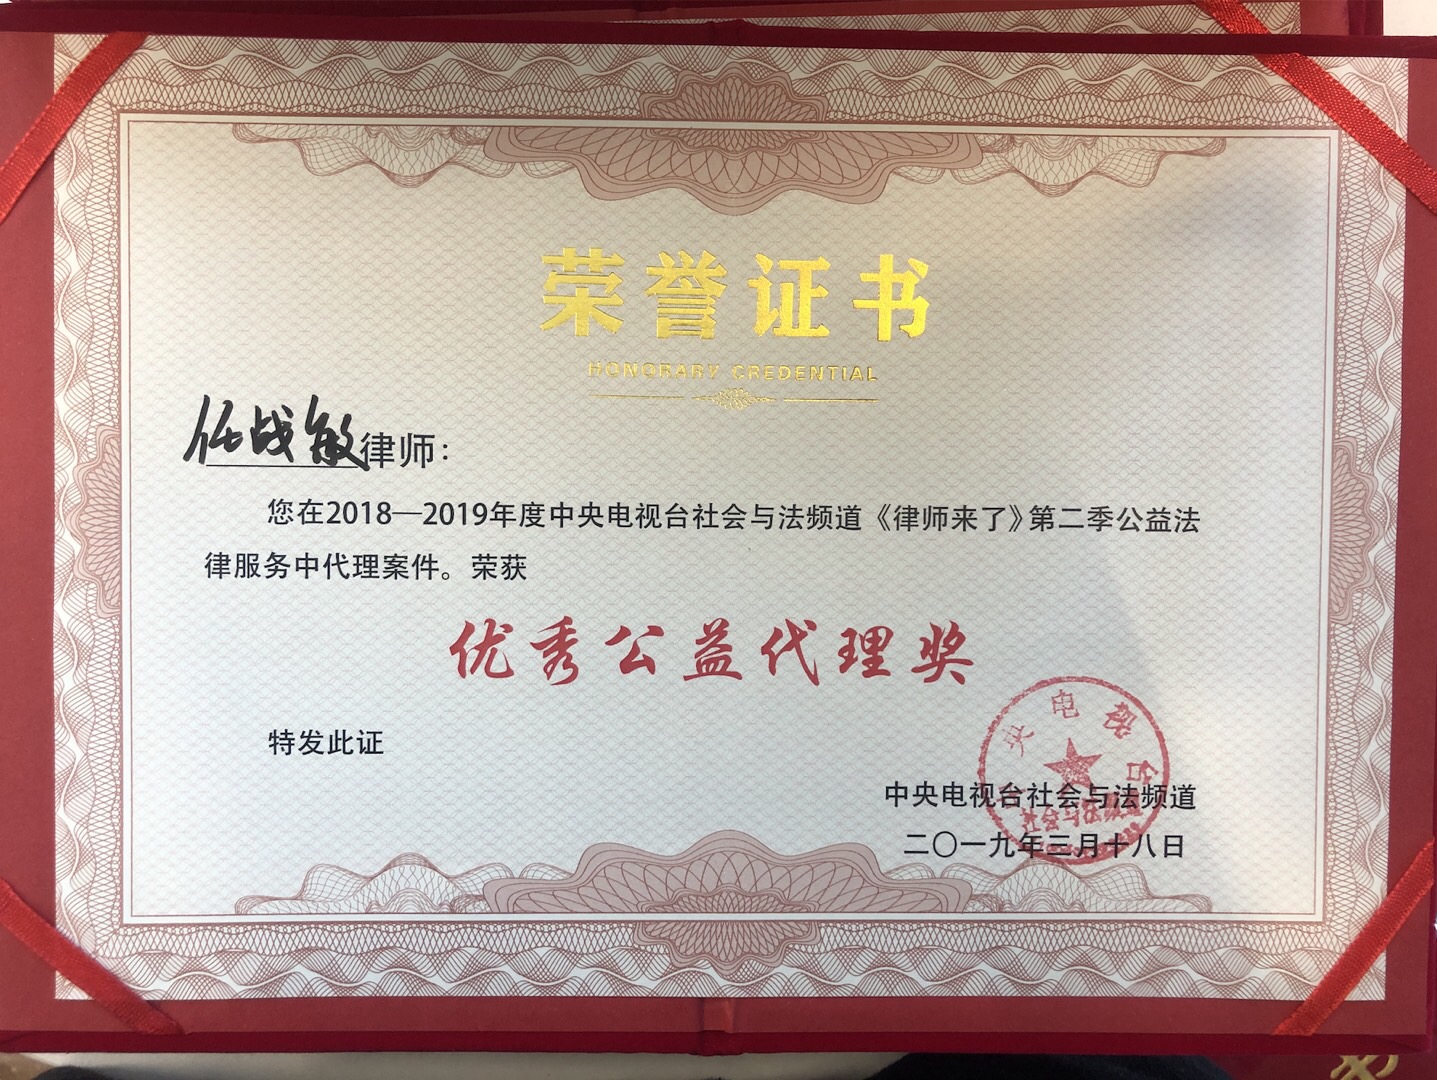 荣誉证书
HONORARY CREDENTIAL
任战敏律师：
您在2018—2019年度中央电视台社会与法频道《律师来了》第二季公益法
律服务中代理案件。荣获
优秀公益代理奖
特发此证
中央电视台社会与法频道
二〇一九年三月十八日